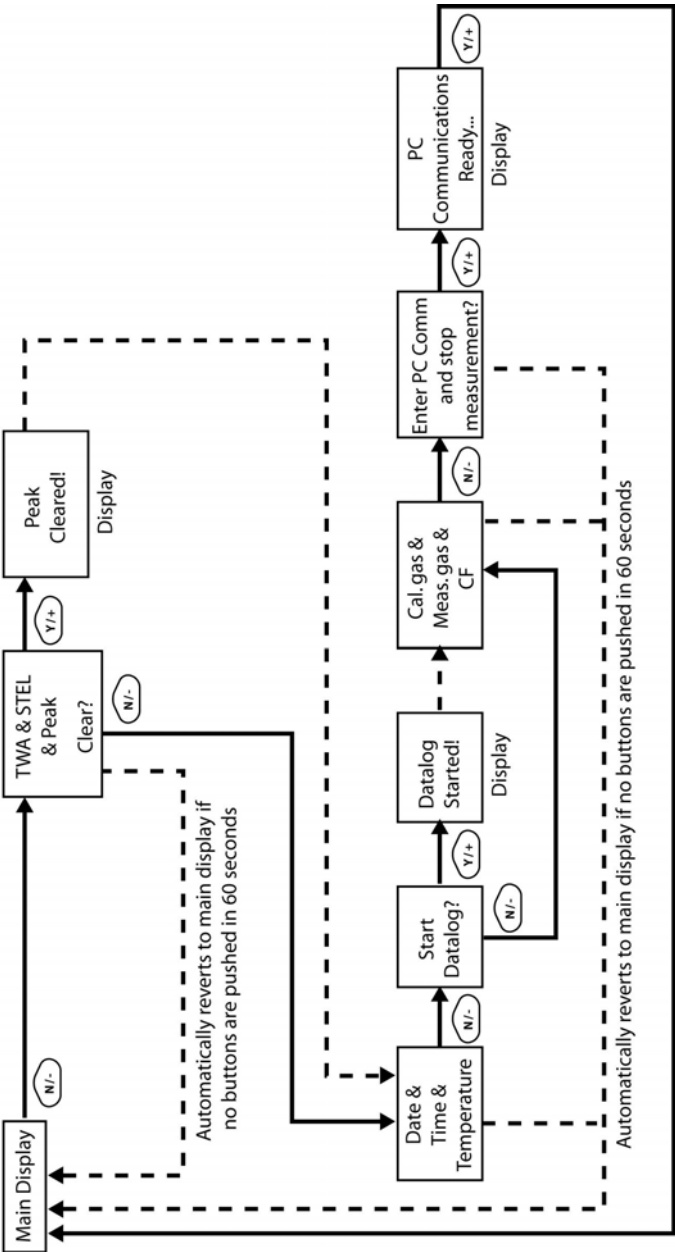 Main Display
N/-
TWA & STEL
& Peak
Clear?
Y/+
Peak
Cleared!
Display
N/-
Automatically reverts to main display if
no buttons are pushed in 60 seconds
Date &
Time &
Temperature
N/-
Start
Datalog?
Y/+
N/-
Datalog
Started!
Display
Cal. gas &
Meas. gas &
CF
N/-
Enter PC Comm
and stop
measurement?
Y/+
PC
Communications
Ready...
Display
Y/+
Automatically reverts to main display if no buttons are pushed in 60 seconds